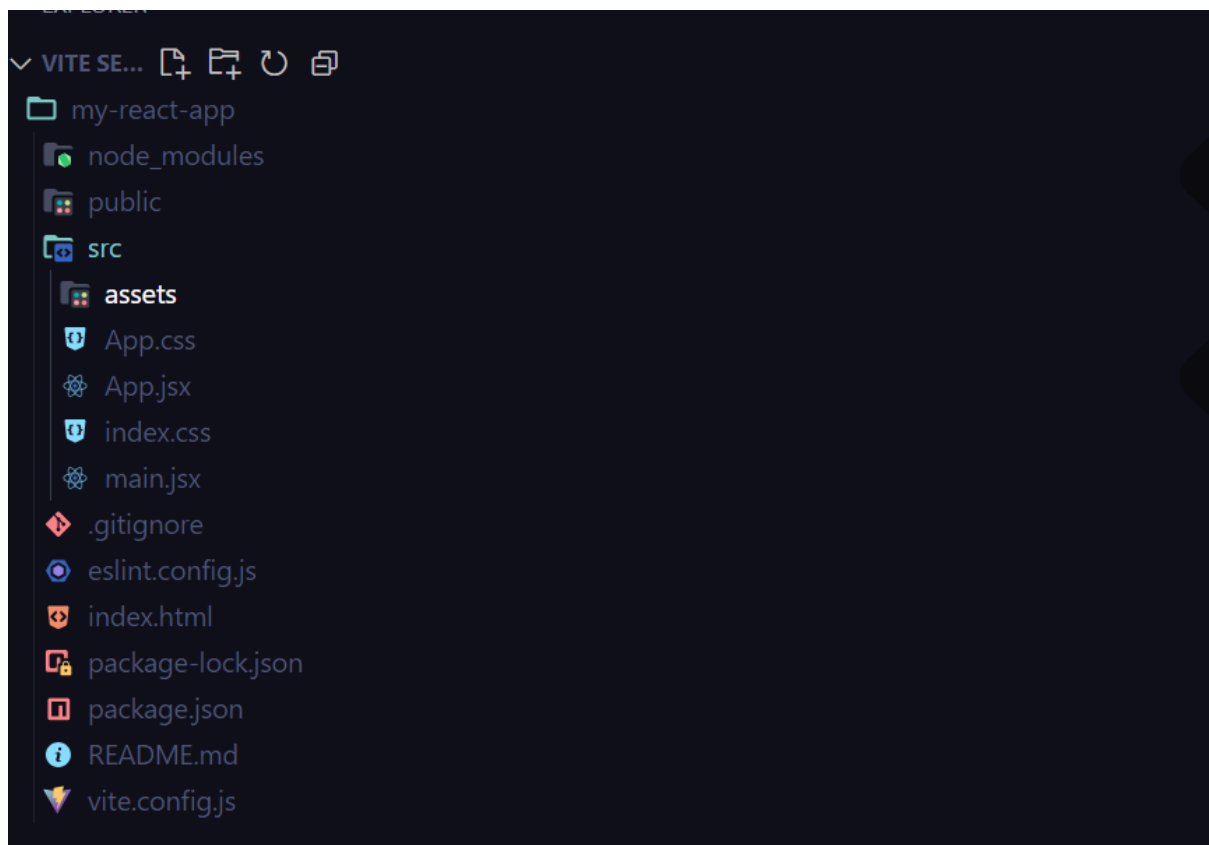 VITE SE...
my-react-app
node_modules
public
src
assets
App.css
App.jsx
index.css
main.jsx
.gitignore
eslint.config.js
index.html
package-lock.json
package.json
README.md
vite.config.js